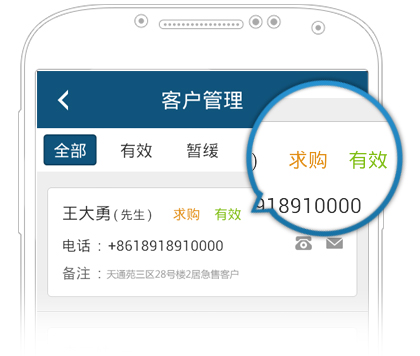 客户管理
全部 有效 暂缓
) 求购 有效
918910000
王大勇(先生) 求购 有效
电话 : +8618918910000
备注 : 天通苑三区28号楼2居急售客户